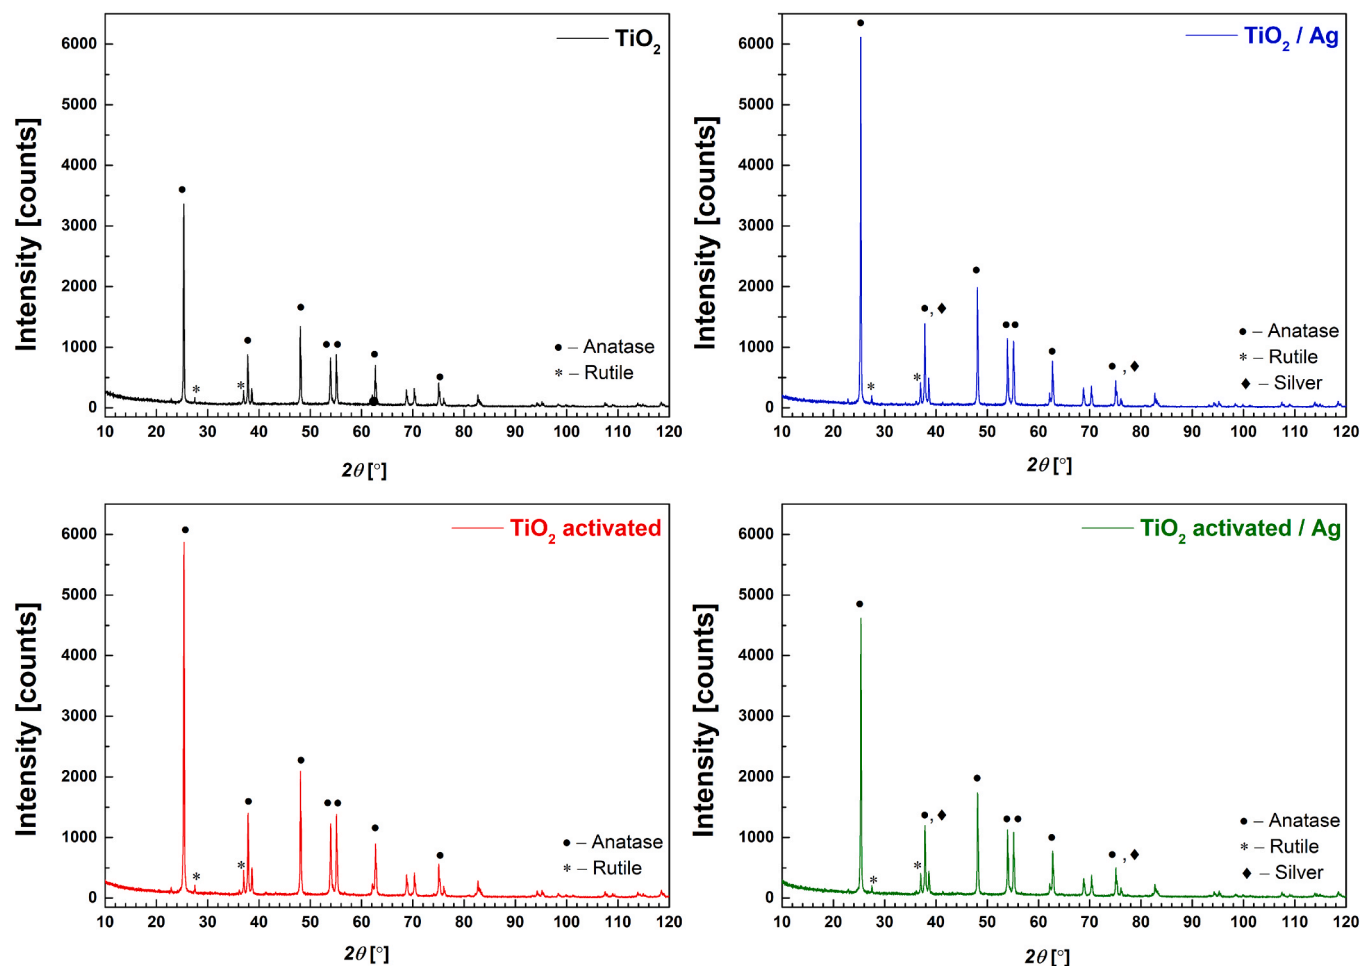 TiO2
Intensity [counts]
6000
5000
4000
3000
2000
1000
0
● – Anatase
* – Rutile
10 20 30 40 50 60 70 80 90 100 110 120
2θ [°]
TiO2 / Ag
Intensity [counts]
6000
5000
4000
3000
2000
1000
0
● , ◆
● , ◆
● – Anatase
* – Rutile
◆ – Silver
10 20 30 40 50 60 70 80 90 100 110 120
2θ [°]
TiO2 activated
Intensity [counts]
6000
5000
4000
3000
2000
1000
0
● – Anatase
* – Rutile
10 20 30 40 50 60 70 80 90 100 110 120
2θ [°]
TiO2 activated / Ag
Intensity [counts]
6000
5000
4000
3000
2000
1000
0
● , ◆
● , ◆
● – Anatase
* – Rutile
◆ – Silver
10 20 30 40 50 60 70 80 90 100 110 120
2θ [°]